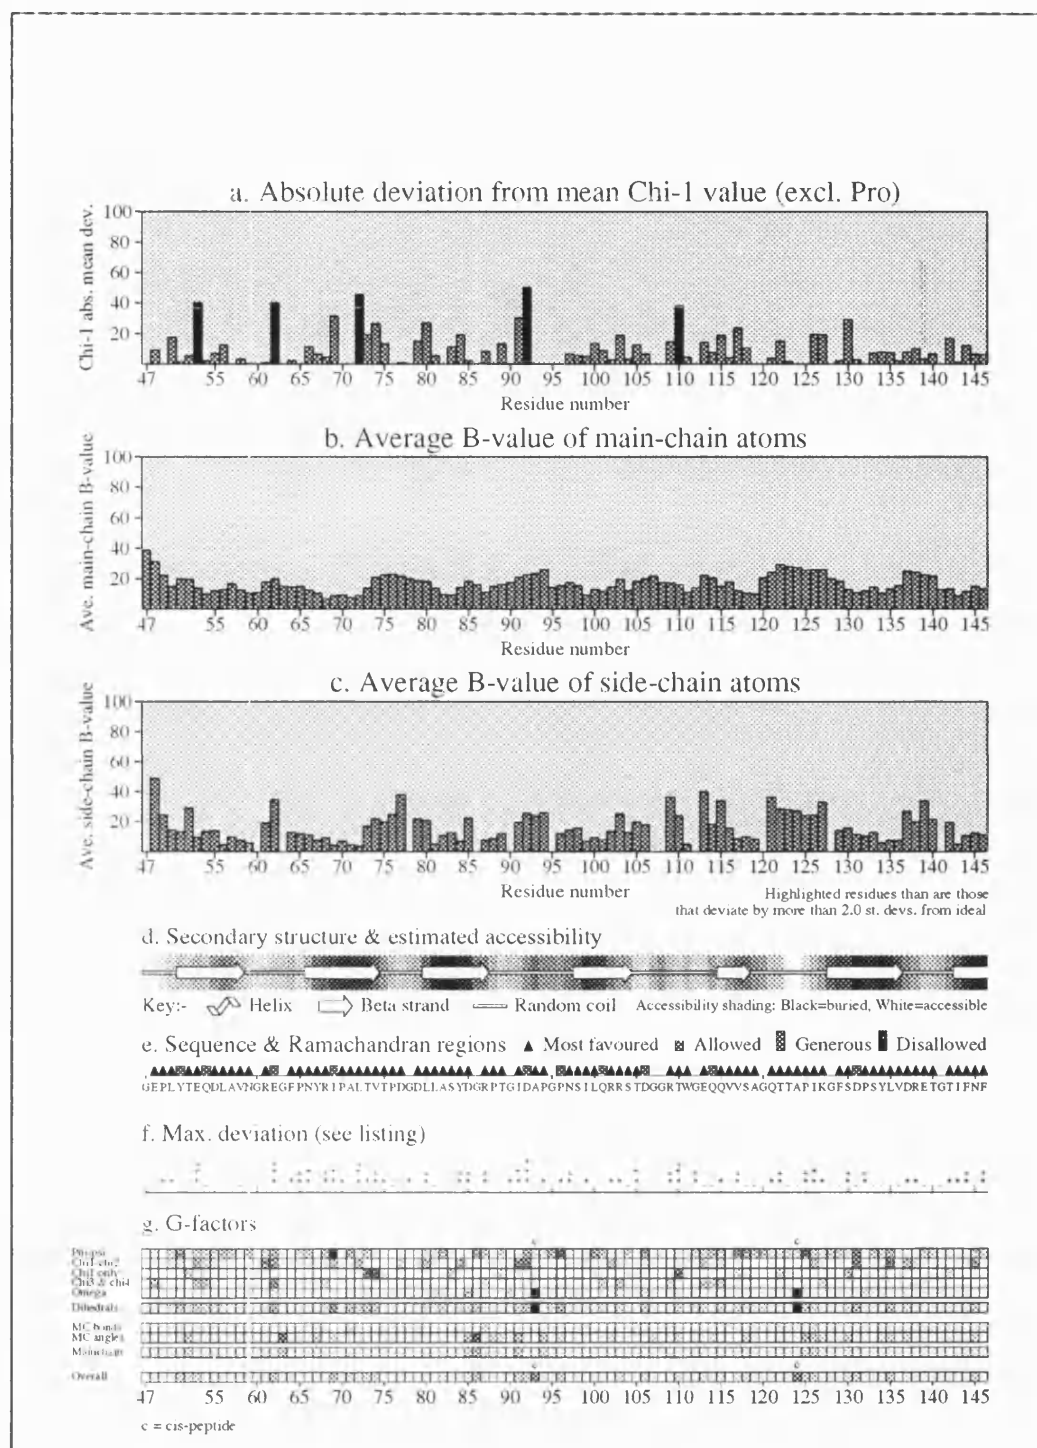 a. Absolute deviation from mean Chi-1 value (excl. Pro)
Chi-1 abs. mean dev.
100
80
60
40
20
47 55 60 65 70 75 80 85 90 95 100 105 110 115 120 125 130 135 140 145
Residue number
b. Average B-value of main-chain atoms
Ave. main-chain B-value
100
80
60
40
20
47 55 60 65 70 75 80 85 90 95 100 105 110 115 120 125 130 135 140 145
Residue number
c. Average B-value of side-chain atoms
Ave. side-chain B-value
100
80
60
40
20
47 55 60 65 70 75 80 85 90 95 100 105 110 115 120 125 130 135 140 145
Residue number
Highlighted residues than are those
that deviate by more than 2.0 st. devs. from ideal
d. Secondary structure & estimated accessibility
Key:- Helix Beta strand Random coil Accessibility shading: Black=buried, White=accessible
e. Sequence & Ramachandran regions Most favoured Allowed Generous Disallowed
GEPLYTEQDLAVNGREGFPNYRIPALTVTPDGDLLASYDGRPTGIDAPGPNSILQRRSTDGGRTWGEQQVVSAGQTTAPIKGFSDPSYLVDRETGTIFNF
f. Max. deviation (see listing)
g. G-factors
c c
Phi-psi
Chi1-chi2
Chi1 only
Chi3 & chi4
Omega
Dihedrals
MC bonds
MC angles
Mainchain
c c
Overall
47 55 60 65 70 75 80 85 90 95 100 105 110 115 120 125 130 135 140 145
c = cis-peptide